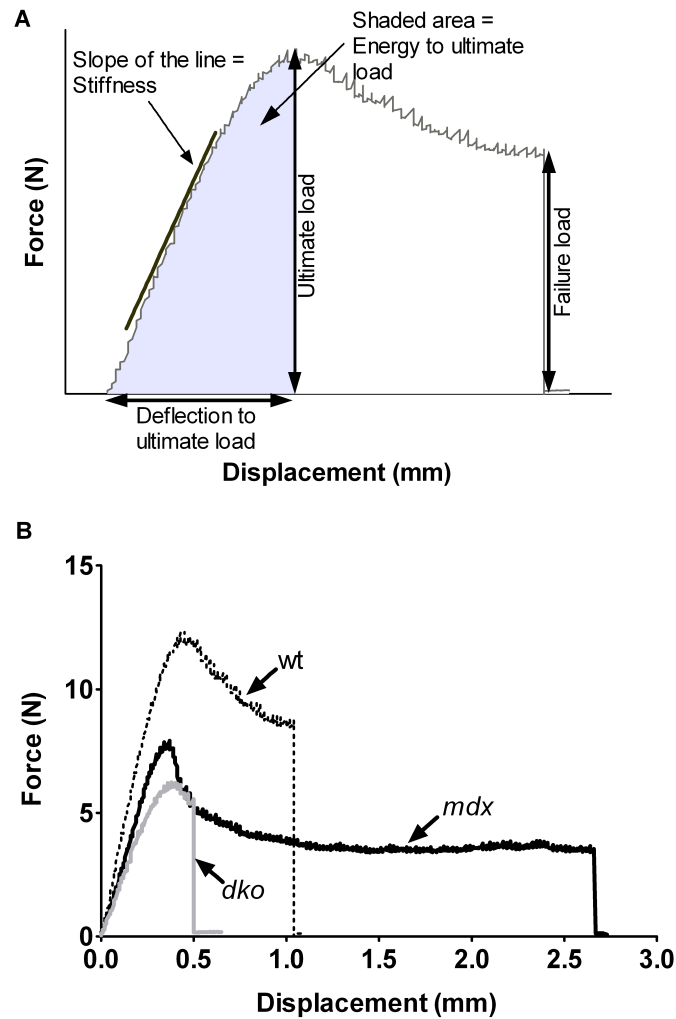 A
Shaded area =
Energy to ultimate
load
Slope of the line =
Stiffness
Force (N)
Ultimate load
Failure load
Deflection to
ultimate load
Displacement (mm)
B
15
10
5
0
Force (N)
wt
mdx
dko
0.0 0.5 1.0 1.5 2.0 2.5 3.0
Displacement (mm)